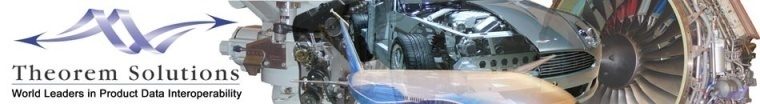 Theorem Solutions
World Leaders in Product Data Interoperability